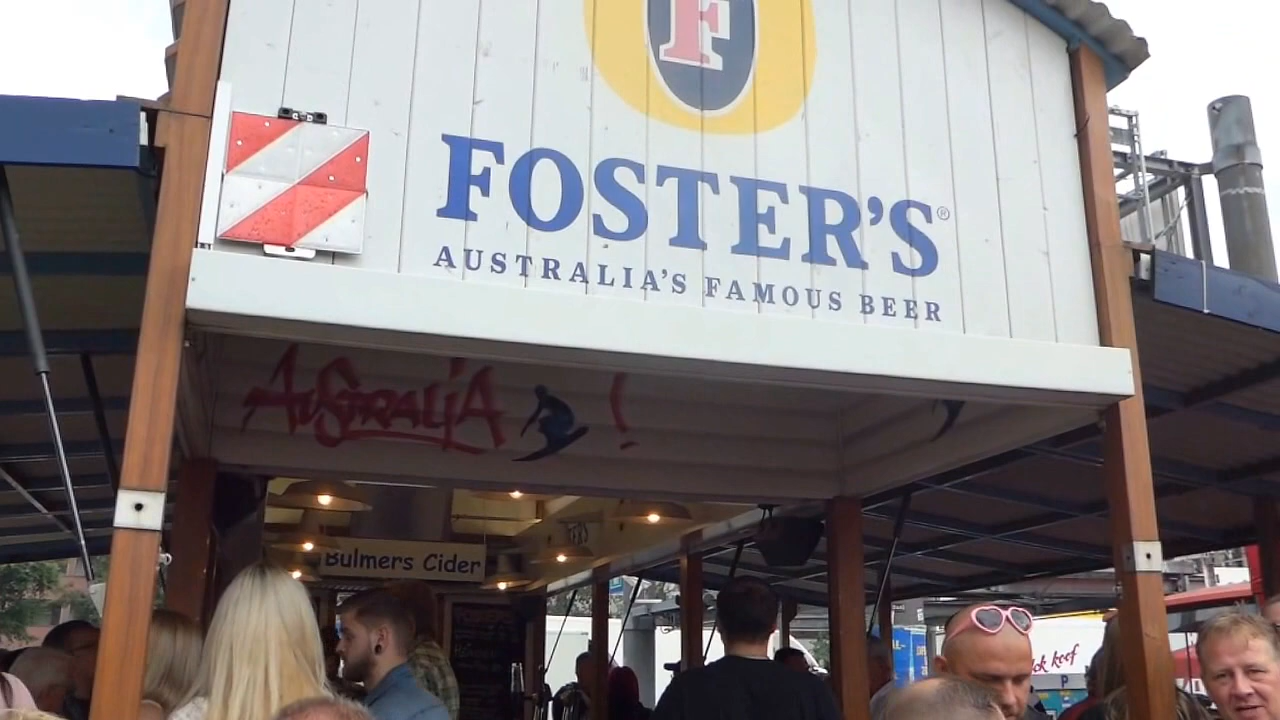 F
FOSTER'S®
AUSTRALIA'S FAMOUS BEER
AUSTRALIA !
Bulmers Cider
P